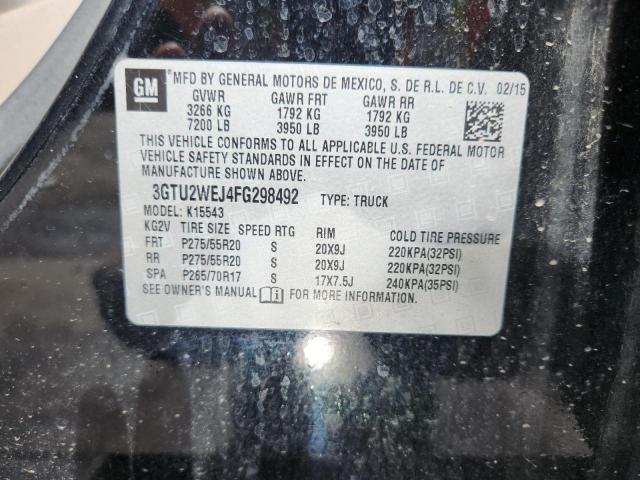 GM
MFD BY GENERAL MOTORS DE MEXICO, S. DE R.L. DE C.V. 02/15
GVWR GAWR FRT GAWR RR
3266 KG 1792 KG 1792 KG
7200 LB 3950 LB 3950 LB
THIS VEHICLE CONFORMS TO ALL APPLICABLE U.S. FEDERAL MOTOR
VEHICLE SAFETY STANDARDS IN EFFECT ON THE DATE OF
MANUFACTURE SHOWN ABOVE.
3GTU2WEJ4FG298492 TYPE: TRUCK
MODEL: K15543
KG2V TIRE SIZE SPEED RTG RIM COLD TIRE PRESSURE
FRT P275/55R20 S 20X9J 220KPA(32PSI)
RR P275/55R20 S 20X9J 220KPA(32PSI)
SPA P265/70R17 S 17X7.5J 240KPA(35PSI)
SEE OWNER'S MANUAL FOR MORE INFORMATION.